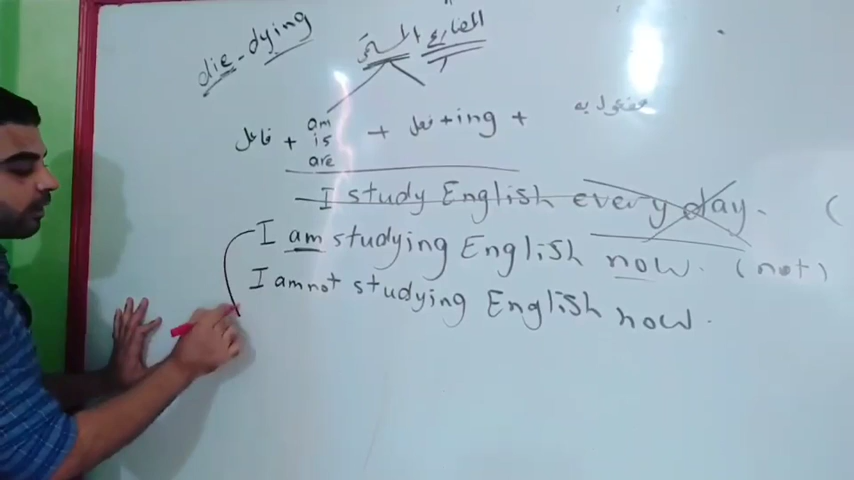 die - dying
المضارع المستمر
فاعل + am is are + فعل + ing + مفعول به
I study English every day. (
I am studying English now. (not)
I am not studying English now.